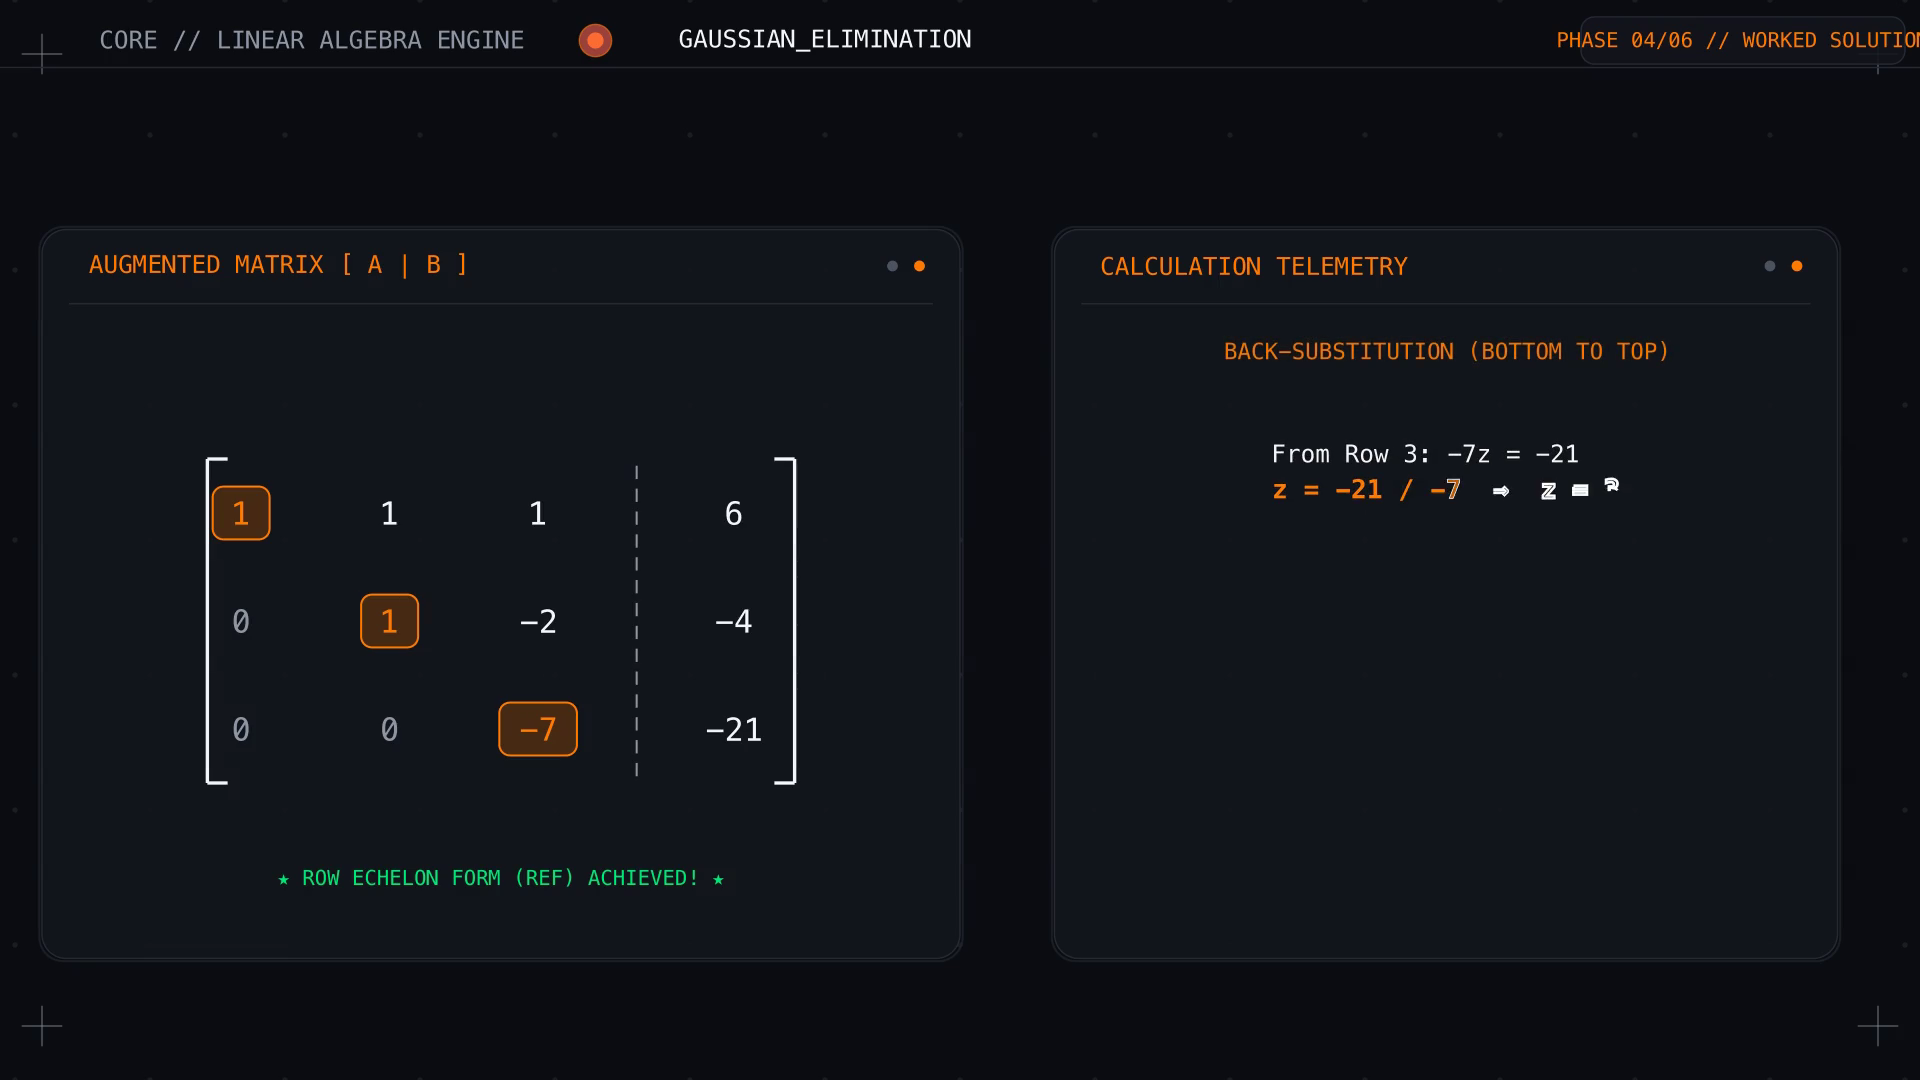 CORE // LINEAR ALGEBRA ENGINE
GAUSSIAN_ELIMINATION
PHASE 04/06 // WORKED SOLUTION
AUGMENTED MATRIX [ A | B ]
1 1 1 6
0 1 −2 −4
0 0 −7 −21
★ ROW ECHELON FORM (REF) ACHIEVED! ★
CALCULATION TELEMETRY
BACK–SUBSTITUTION (BOTTOM TO TOP)
From Row 3: −7z = −21
z = −21 / −7 ⇒ z =